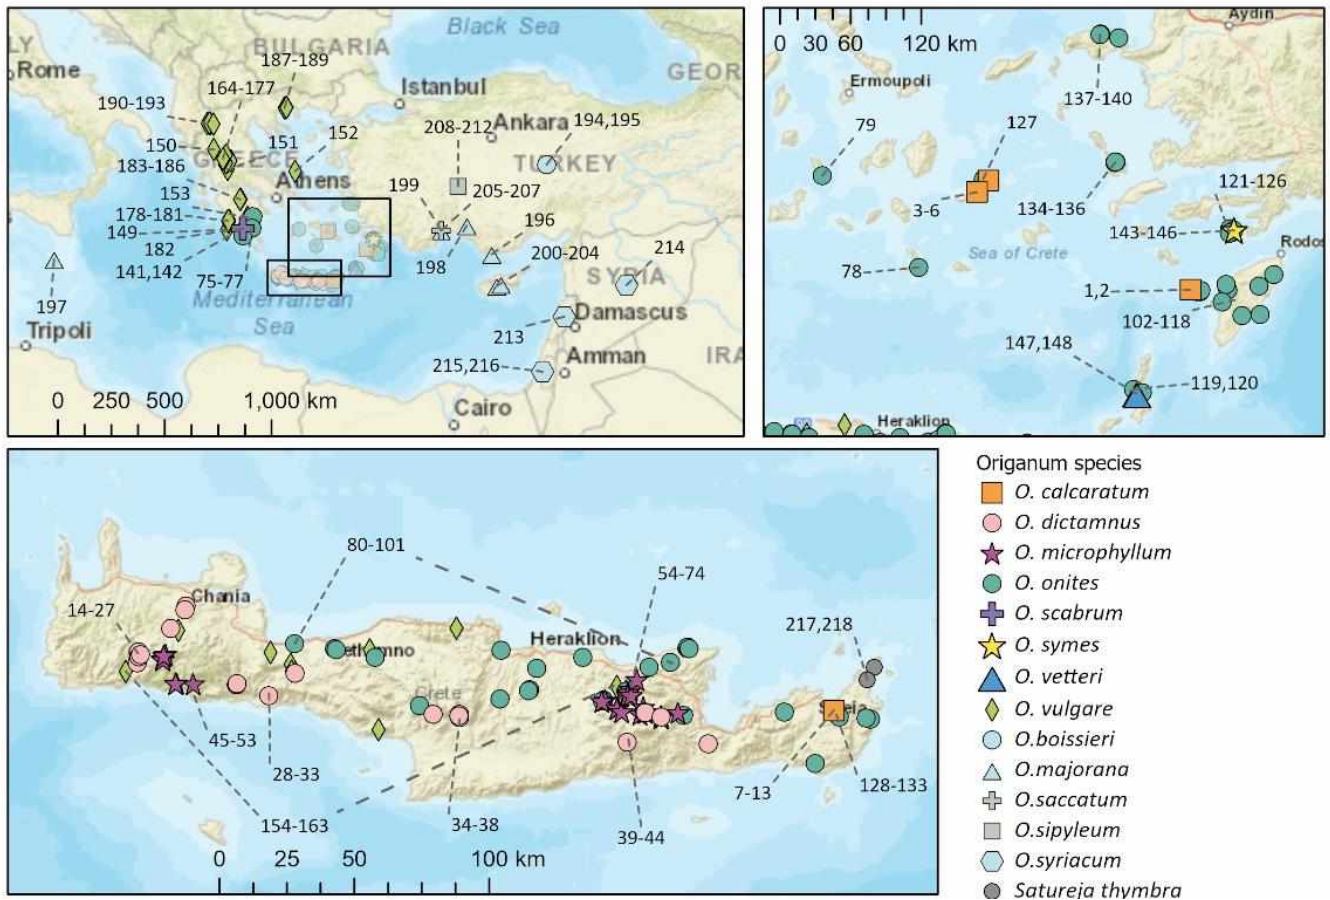 Black Sea
LY
BULGARIA
187-189
Rome
164-177
GEOR
Istanbul
190-193
208-212
Ankara
194,195
150
151
152
GREECE
TURKEY
183-186
Athens
199
205-207
153
196
178-181
149
214
182
198
200-204
SYRIA
141,142
75-77
197
Mediterranean
Sea
Damascus
Tripoli
213
215,216
Amman
IRA
0 250 500 1,000 km
Cairo
Aydin
0 30 60 120 km
Ermoupoli
137-140
79
127
121-126
3-6
134-136
143-146
Sea of Crete
Rodos
78
1,2
102-118
147,148
119,120
Heraklion
80-101
54-74
Chania
14-27
217,218
Heraklion
Crete
45-53
28-33
7-13
128-133
154-163
34-38
39-44
0 25 50 100 km
Origanum species
O. calcaratum
O. dictamnus
O. microphyllum
O. onites
O. scabrum
O. symes
O. vetteri
O. vulgare
O.boissieri
O.majorana
O.saccatum
O.sipyleum
O.syriacum
Satureja thymbra